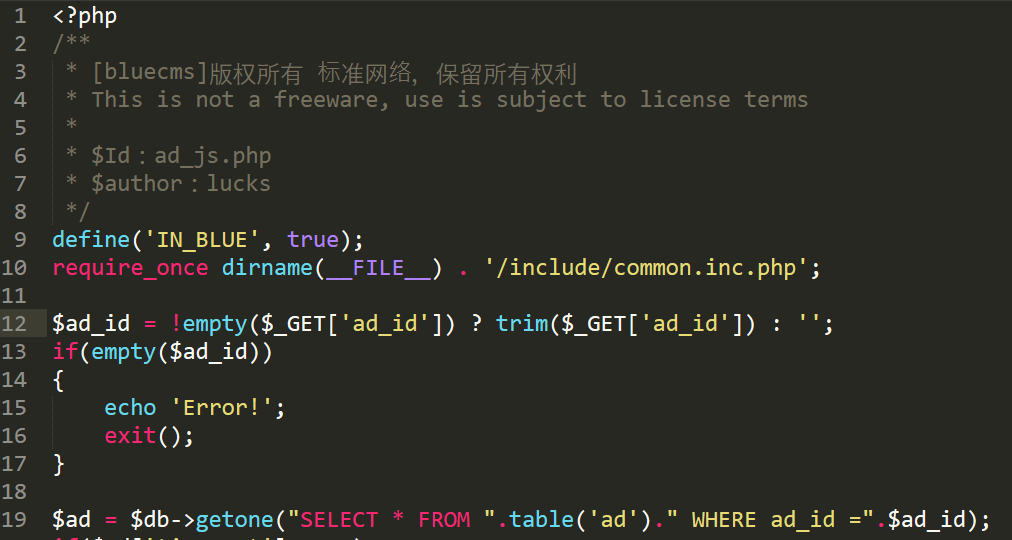 1 <?php
2 /**
3 * [bluecms]版权所有 标准网络，保留所有权利
4 * This is not a freeware, use is subject to license terms
5 *
6 * $Id：ad_js.php
7 * $author：lucks
8 */
9 define('IN_BLUE', true);
10 require_once dirname(__FILE__) . '/include/common.inc.php';
11
12 $ad_id = !empty($_GET['ad_id']) ? trim($_GET['ad_id']) : '';
13 if(empty($ad_id))
14 {
15 echo 'Error!';
16 exit();
17 }
18
19 $ad = $db->getone("SELECT * FROM ".table('ad')." WHERE ad_id =".$ad_id);